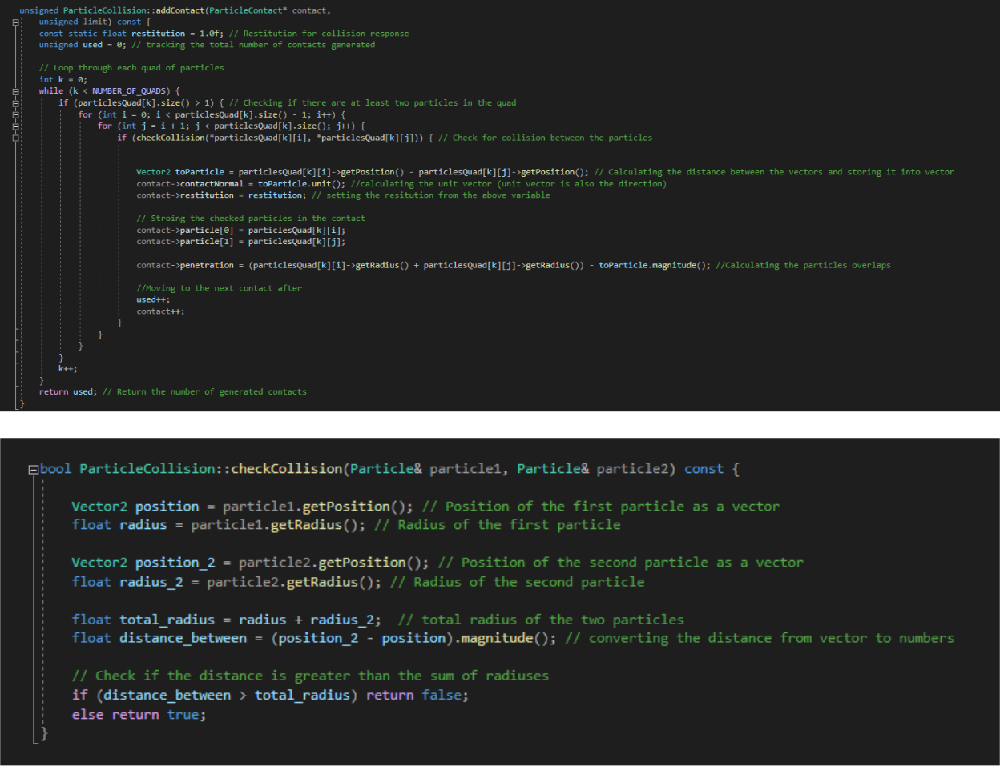 unsigned ParticleCollision::addContact(ParticleContact* contact,
unsigned limit) const {
const static float restitution = 1.0f; // Restitution for collision response
unsigned used = 0; // tracking the total number of contacts generated
// Loop through each quad of particles
int k = 0;
while (k < NUMBER_OF_QUADS) {
if (particlesQuad[k].size() > 1) { // Checking if there are at least two particles in the quad
for (int i = 0; i < particlesQuad[k].size() - 1; i++) {
for (int j = i + 1; j < particlesQuad[k].size(); j++) {
if (checkCollision(*particlesQuad[k][i], *particlesQuad[k][j])) { // Check for collision between the particles
Vector2 toParticle = particlesQuad[k][i]->getPosition() - particlesQuad[k][j]->getPosition(); // Calculating the distance between the vectors and storing it into vector
contact->contactNormal = toParticle.unit(); //calculating the unit vector (unit vector is also the direction)
contact->restitution = restitution; // setting the resitution from the above variable
// Stroing the checked particles in the contact
contact->particle[0] = particlesQuad[k][i];
contact->particle[1] = particlesQuad[k][j];
contact->penetration = (particlesQuad[k][i]->getRadius() + particlesQuad[k][j]->getRadius()) - toParticle.magnitude(); //Calculating the particles overlaps
//Moving to the next contact after
used++;
contact++;
}
}
}
}
k++;
}
return used; // Return the number of generated contacts
}
bool ParticleCollision::checkCollision(Particle& particle1, Particle& particle2) const {
Vector2 position = particle1.getPosition(); // Position of the first particle as a vector
float radius = particle1.getRadius(); // Radius of the first particle
Vector2 position_2 = particle2.getPosition(); // Position of the second particle as a vector
float radius_2 = particle2.getRadius(); // Radius of the second particle
float total_radius = radius + radius_2; // total radius of the two particles
float distance_between = (position_2 - position).magnitude(); // converting the distance from vector to numbers
// Check if the distance is greater than the sum of radiuses
if (distance_between > total_radius) return false;
else return true;
}